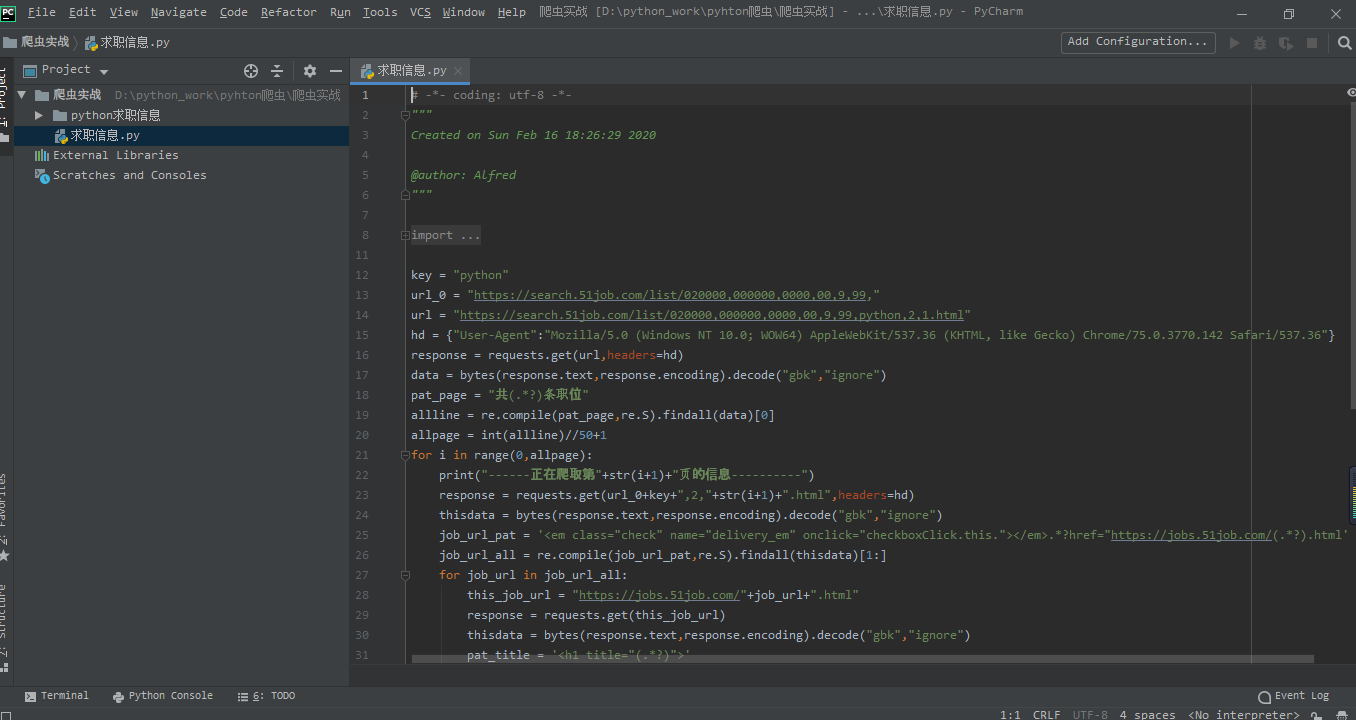 File Edit View Navigate Code Refactor Run Tools VCS Window Help 爬虫实战 [D:\python_work\pyhton爬虫\爬虫实战] - ...\求职信息.py - PyCharm
爬虫实战 求职信息.py Add Configuration...
Project 求职信息.py
爬虫实战 D:\python_work\pyhton爬虫\爬虫实战
python求职信息
求职信息.py
External Libraries
Scratches and Consoles
1: Project
2: Favorites
7: Structure
1 # -*- coding: utf-8 -*-
2 """
3 Created on Sun Feb 16 18:26:29 2020
4
5 @author: Alfred
6 """
7
8 import ...
11
12 key = "python"
13 url_0 = "https://search.51job.com/list/020000,000000,0000,00,9,99,"
14 url = "https://search.51job.com/list/020000,000000,0000,00,9,99,python,2,1.html"
15 hd = {"User-Agent":"Mozilla/5.0 (Windows NT 10.0; WOW64) AppleWebKit/537.36 (KHTML, like Gecko) Chrome/75.0.3770.142 Safari/537.36"}
16 response = requests.get(url,headers=hd)
17 data = bytes(response.text,response.encoding).decode("gbk","ignore")
18 pat_page = "共(.*?)条职位"
19 allline = re.compile(pat_page,re.S).findall(data)[0]
20 allpage = int(allline)//50+1
21 for i in range(0,allpage):
22 print("------正在爬取第"+str(i+1)+"页的信息----------")
23 response = requests.get(url_0+key+",2,"+str(i+1)+".html",headers=hd)
24 thisdata = bytes(response.text,response.encoding).decode("gbk","ignore")
25 job_url_pat = '<em class="check" name="delivery_em" onclick="checkboxClick.this."></em>.*?href="https://jobs.51job.com/(.*?).html'
26 job_url_all = re.compile(job_url_pat,re.S).findall(thisdata)[1:]
27 for job_url in job_url_all:
28 this_job_url = "https://jobs.51job.com/"+job_url+".html"
29 response = requests.get(this_job_url)
30 thisdata = bytes(response.text,response.encoding).decode("gbk","ignore")
31 pat_title = '<h1 title="(.*?)">'
Terminal Python Console 6: TODO Event Log
1:1 CRLF UTF-8 4 spaces <No interpreter>